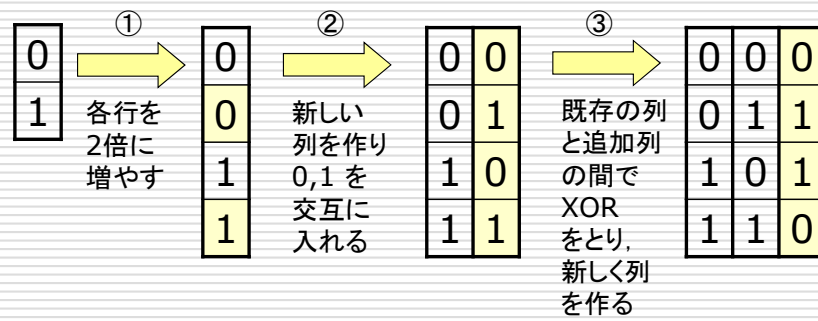 ①
②
③
0
1
各行を
2倍に
増やす
0
0
1
1
新しい
列を作り
0,1 を
交互に
入れる
0 0
0 1
1 0
1 1
既存の列
と追加列
の間で
XOR
をとり,
新しく列
を作る
0 0 0
0 1 1
1 0 1
1 1 0